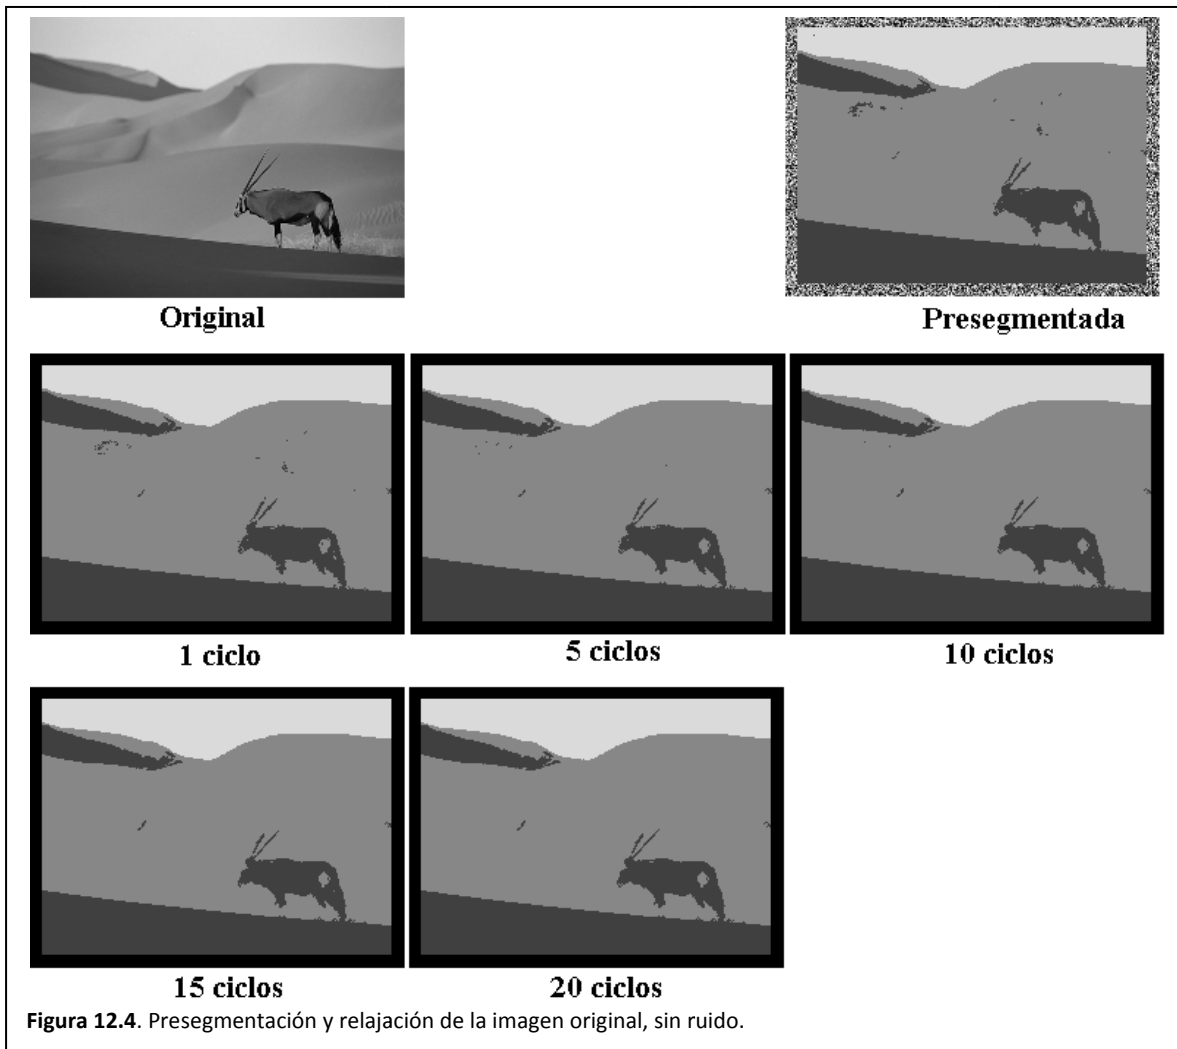 Original
Presegmentada
1 ciclo
5 ciclos
10 ciclos
15 ciclos
20 ciclos
Figura 12.4. Presegmentación y relajación de la imagen original, sin ruido.